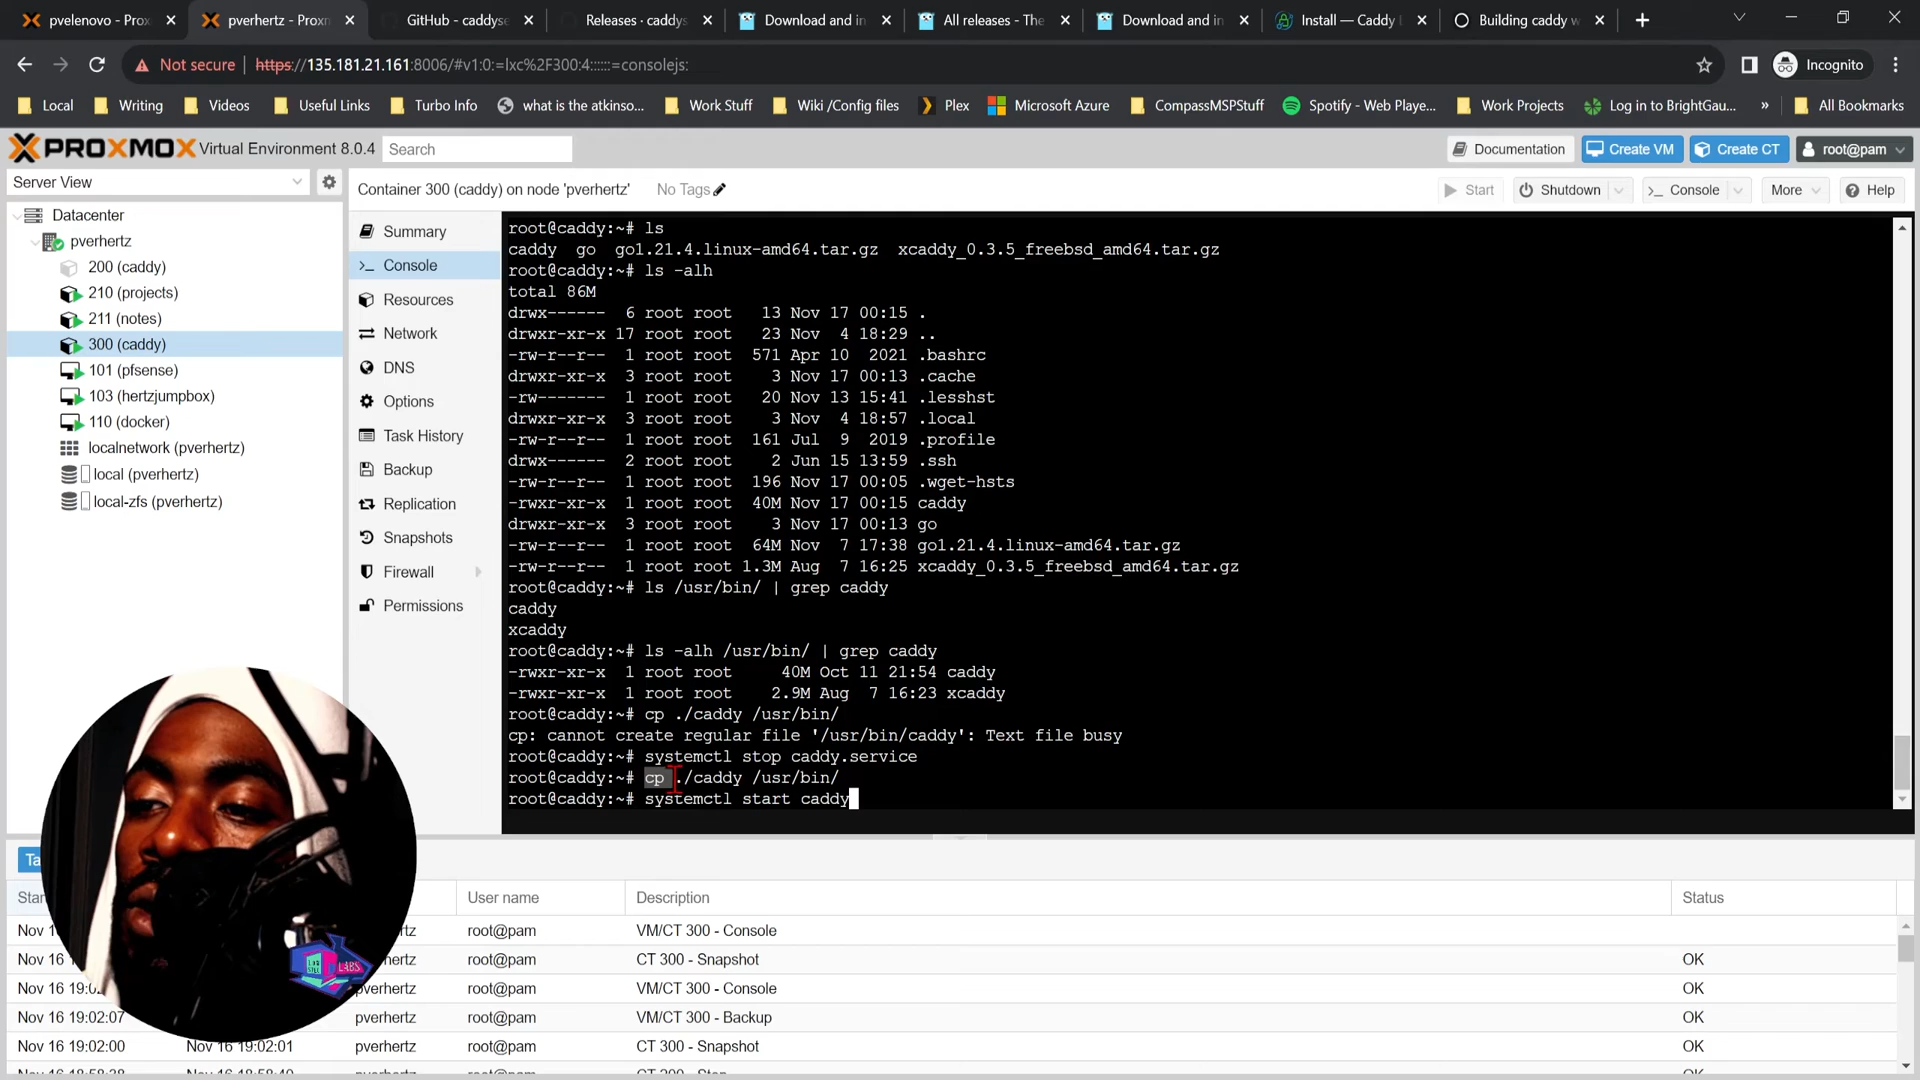 pvelenovo - Pro
pverhertz - Proxn
GitHub - caddyse
Releases · caddys
Download and in
All releases - The
Download and in
Install — Caddy
Building caddy w
Not secure
https://135.181.21.161:8006/#v1:0:=lxc%2F300:4::::::=consolejs:
Incognito
Local
Writing
Videos
Useful Links
Turbo Info
what is the atkinso...
Work Stuff
Wiki /Config files
Plex
Microsoft Azure
CompassMSPStuff
Spotify - Web Playe...
Work Projects
Log in to BrightGau...
»
All Bookmarks
PROXMOX Virtual Environment 8.0.4
Search
Documentation
Create VM
Create CT
root@pam
Server View
Container 300 (caddy) on node 'pverhertz'
No Tags
Start
Shutdown
Console
More
Help
Datacenter
pverhertz
200 (caddy)
210 (projects)
211 (notes)
300 (caddy)
101 (pfsense)
103 (hertzjumpbox)
110 (docker)
localnetwork (pverhertz)
local (pverhertz)
local-zfs (pverhertz)
Summary
Console
Resources
Network
DNS
Options
Task History
Backup
Replication
Snapshots
Firewall
Permissions
root@caddy:~# ls
caddy  go  go1.21.4.linux-amd64.tar.gz  xcaddy_0.3.5_freebsd_amd64.tar.gz
root@caddy:~# ls -alh
total 86M
drwx------  6 root root   13 Nov 17 00:15 .
drwxr-xr-x 17 root root   23 Nov  4 18:29 ..
-rw-r--r--  1 root root  571 Apr 10  2021 .bashrc
drwxr-xr-x  3 root root    3 Nov 17 00:13 .cache
-rw-------  1 root root   20 Nov 13 15:41 .lesshst
drwxr-xr-x  3 root root    3 Nov  4 18:57 .local
-rw-r--r--  1 root root  161 Jul  9  2019 .profile
drwx------  2 root root    2 Jun 15 13:59 .ssh
-rw-r--r--  1 root root  196 Nov 17 00:05 .wget-hsts
-rwxr-xr-x  1 root root  40M Nov 17 00:15 caddy
drwxr-xr-x  3 root root    3 Nov 17 00:13 go
-rw-r--r--  1 root root  64M Nov  7 17:38 go1.21.4.linux-amd64.tar.gz
-rw-r--r--  1 root root 1.3M Aug  7 16:25 xcaddy_0.3.5_freebsd_amd64.tar.gz
root@caddy:~# ls /usr/bin/ | grep caddy
caddy
xcaddy
root@caddy:~# ls -alh /usr/bin/ | grep caddy
-rwxr-xr-x  1 root root     40M Oct 11 21:54 caddy
-rwxr-xr-x  1 root root    2.9M Aug  7 16:23 xcaddy
root@caddy:~# cp ./caddy /usr/bin/
cp: cannot create regular file '/usr/bin/caddy': Text file busy
root@caddy:~# systemctl stop caddy.service
root@caddy:~# cp ./caddy /usr/bin/
root@caddy:~# systemctl start caddy
Ta
Star
User name
Description
Status
Nov 1
rtz
root@pam
VM/CT 300 - Console
Nov 16
hertz
root@pam
CT 300 - Snapshot
OK
Nov 16 19:0
pverhertz
root@pam
VM/CT 300 - Console
OK
Nov 16 19:02:07
pverhertz
root@pam
VM/CT 300 - Backup
OK
Nov 16 19:02:00
Nov 16 19:02:01
pverhertz
root@pam
CT 300 - Snapshot
OK
LABS